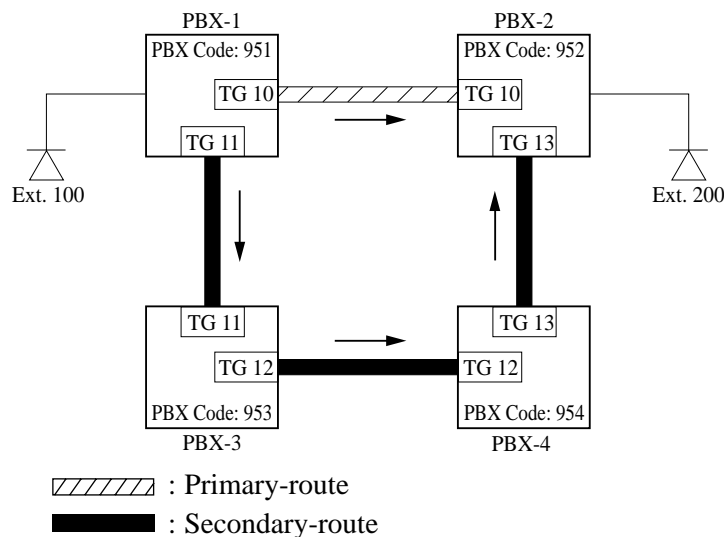 PBX-1
PBX Code: 951
TG 10
TG 11
PBX-2
PBX Code: 952
TG 10
TG 13
Ext. 100
Ext. 200
TG 11
TG 12
PBX Code: 953
PBX-3
TG 13
TG 12
PBX Code: 954
PBX-4
: Primary-route
: Secondary-route